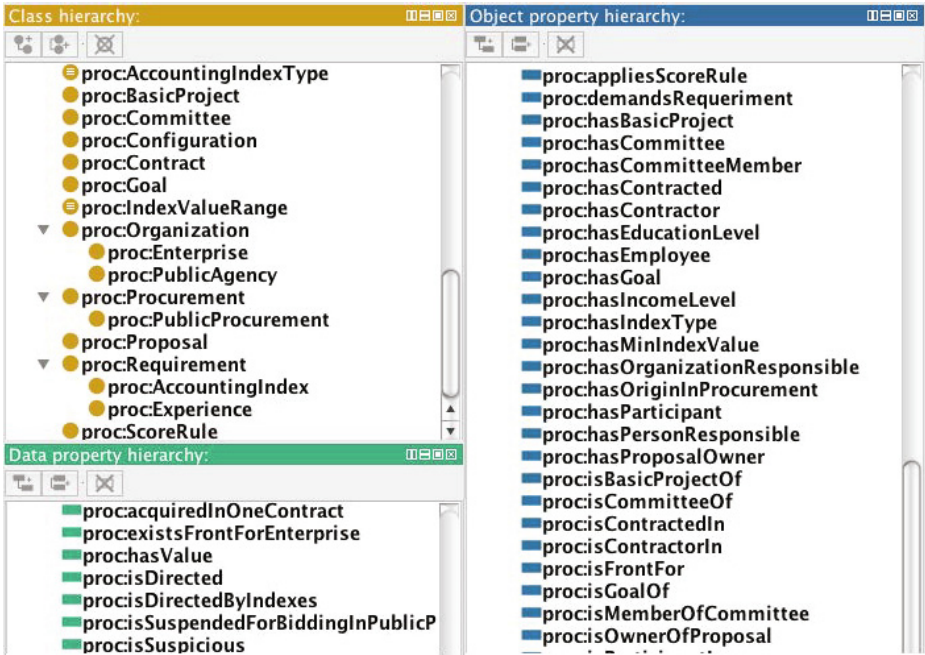 Class hierarchy:
proc:AccountingIndexType
proc:BasicProject
proc:Committee
proc:Configuration
proc:Contract
proc:Goal
proc:IndexValueRange
proc:Organization
proc:Enterprise
proc:PublicAgency
proc:Procurement
proc:PublicProcurement
proc:Proposal
proc:Requirement
proc:AccountingIndex
proc:Experience
proc:ScoreRule
Data property hierarchy:
proc:acquiredInOneContract
proc:existsFrontForEnterprise
proc:hasValue
proc:isDirected
proc:isDirectedByIndexes
proc:isSuspendedForBiddingInPublicP
proc:isSuspicious
Object property hierarchy:
proc:appliesScoreRule
proc:demandsRequeriment
proc:hasBasicProject
proc:hasCommittee
proc:hasCommitteeMember
proc:hasContracted
proc:hasContractor
proc:hasEducationLevel
proc:hasEmployee
proc:hasGoal
proc:hasIncomeLevel
proc:hasIndexType
proc:hasMinIndexValue
proc:hasOrganizationResponsible
proc:hasOriginInProcurement
proc:hasParticipant
proc:hasPersonResponsible
proc:hasProposalOwner
proc:isBasicProjectOf
proc:isCommitteeOf
proc:isContractedIn
proc:isContractorIn
proc:isFrontFor
proc:isGoalOf
proc:isMemberOfCommittee
proc:isOwnerOfProposal